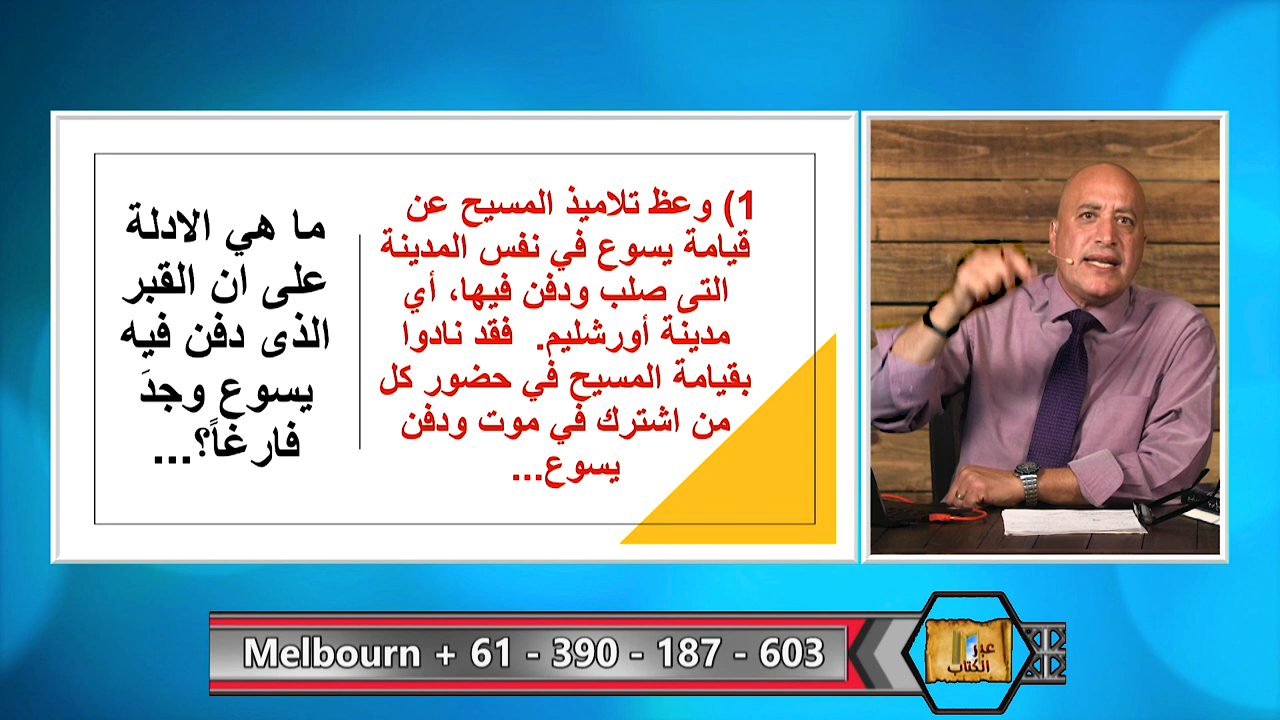 1) وعظ تلاميذ المسيح عن
قيامة يسوع في نفس المدينة
التى صلب ودفن فيها، أي
مدينة أورشليم. فقد نادوا
بقيامة المسيح في حضور كل
من اشترك في موت ودفن
يسوع...
ما هي الادلة
على ان القبر
الذى دفن فيه
يسوع وجدَ
فارغاً؟...
Melbourn + 61 - 390 - 187 - 603
عبر
الكتاب